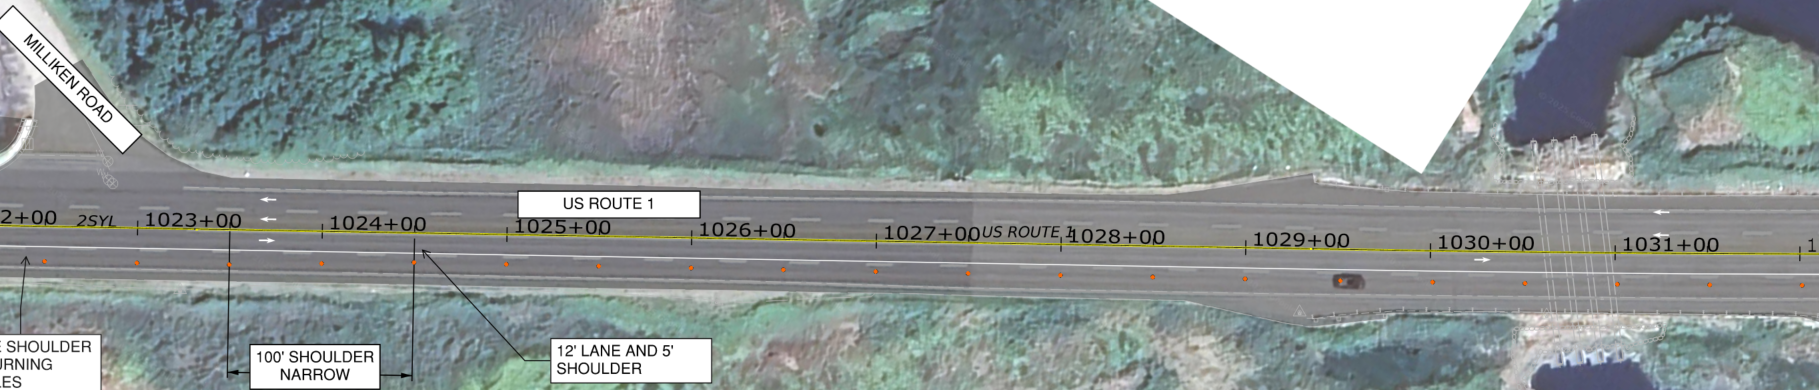 MILLIKEN ROAD
US ROUTE 1
2+00
2SYL
1023+00
1024+00
1025+00
1026+00
1027+00
US ROUTE 1
1028+00
1029+00
1030+00
1031+00
1
E SHOULDER
URNING
LES
100' SHOULDER
NARROW
12' LANE AND 5'
SHOULDER